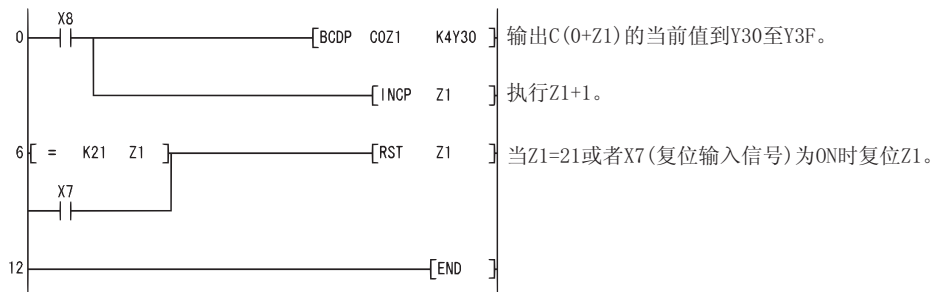 X8
0 [BCDP C0Z1 K4Y30 ] 输出C(0+Z1)的当前值到Y30至Y3F。
[INCP Z1 ] 执行Z1+1。
6 [ = K21 Z1 ] [RST Z1 ] 当Z1=21或者X7(复位输入信号)为ON时复位Z1。
X7
12 [END ]